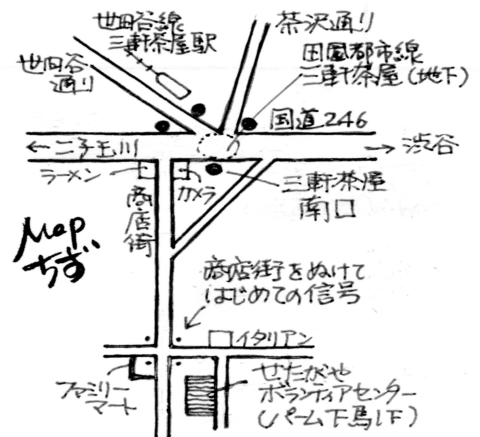 世田谷線
三軒茶屋駅
茶沢通り
世田谷
通り
田園都市線
三軒茶屋(地下)
国道246
←二子玉川
→渋谷
ラーメン
カメラ
商店街
三軒茶屋
南口
Map
ちず
商店街をぬけて
はじめての信号
イタリアン
ファミリー
マート
せたがや
ボランティアセンター
(パーム下馬1F)